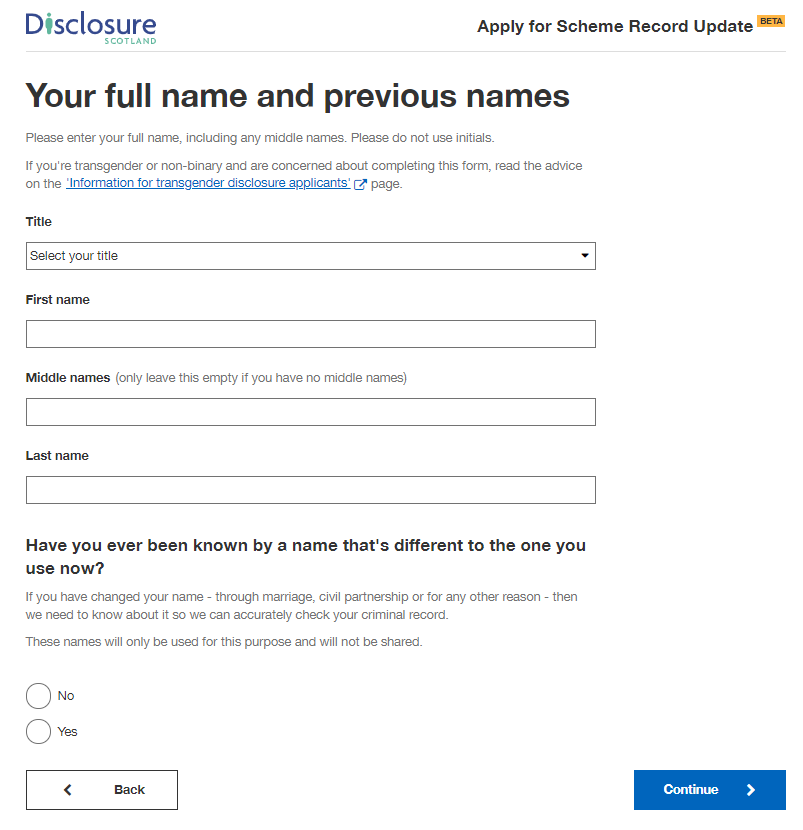 Disclosure
SCOTLAND
Apply for Scheme Record Update BETA
Your full name and previous names
Please enter your full name, including any middle names. Please do not use initials.
If you're transgender or non-binary and are concerned about completing this form, read the advice
on the 'Information for transgender disclosure applicants' page.
Title
Select your title
First name
Middle names (only leave this empty if you have no middle names)
Last name
Have you ever been known by a name that's different to the one you
use now?
If you have changed your name - through marriage, civil partnership or for any other reason - then
we need to know about it so we can accurately check your criminal record.
These names will only be used for this purpose and will not be shared.
No
Yes
Back
Continue